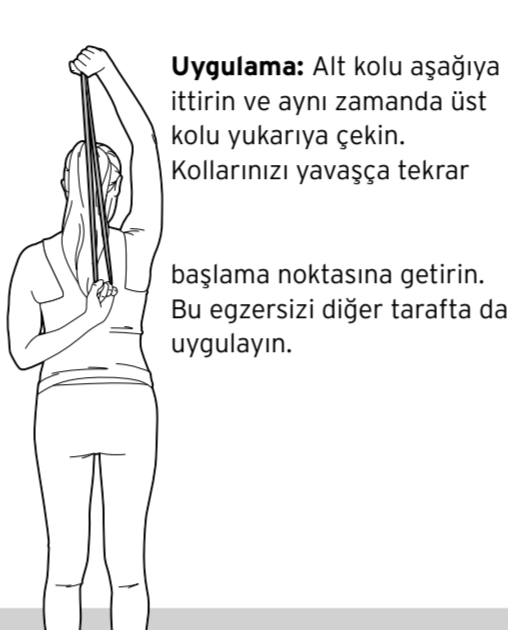 Uygulama: Alt kolu aşağıya
ittirin ve aynı zamanda üst
kolu yukarıya çekin.
Kollarınızı yavaşça tekrar
başlama noktasına getirin.
Bu egzersizi diğer tarafta da
uygulayın.